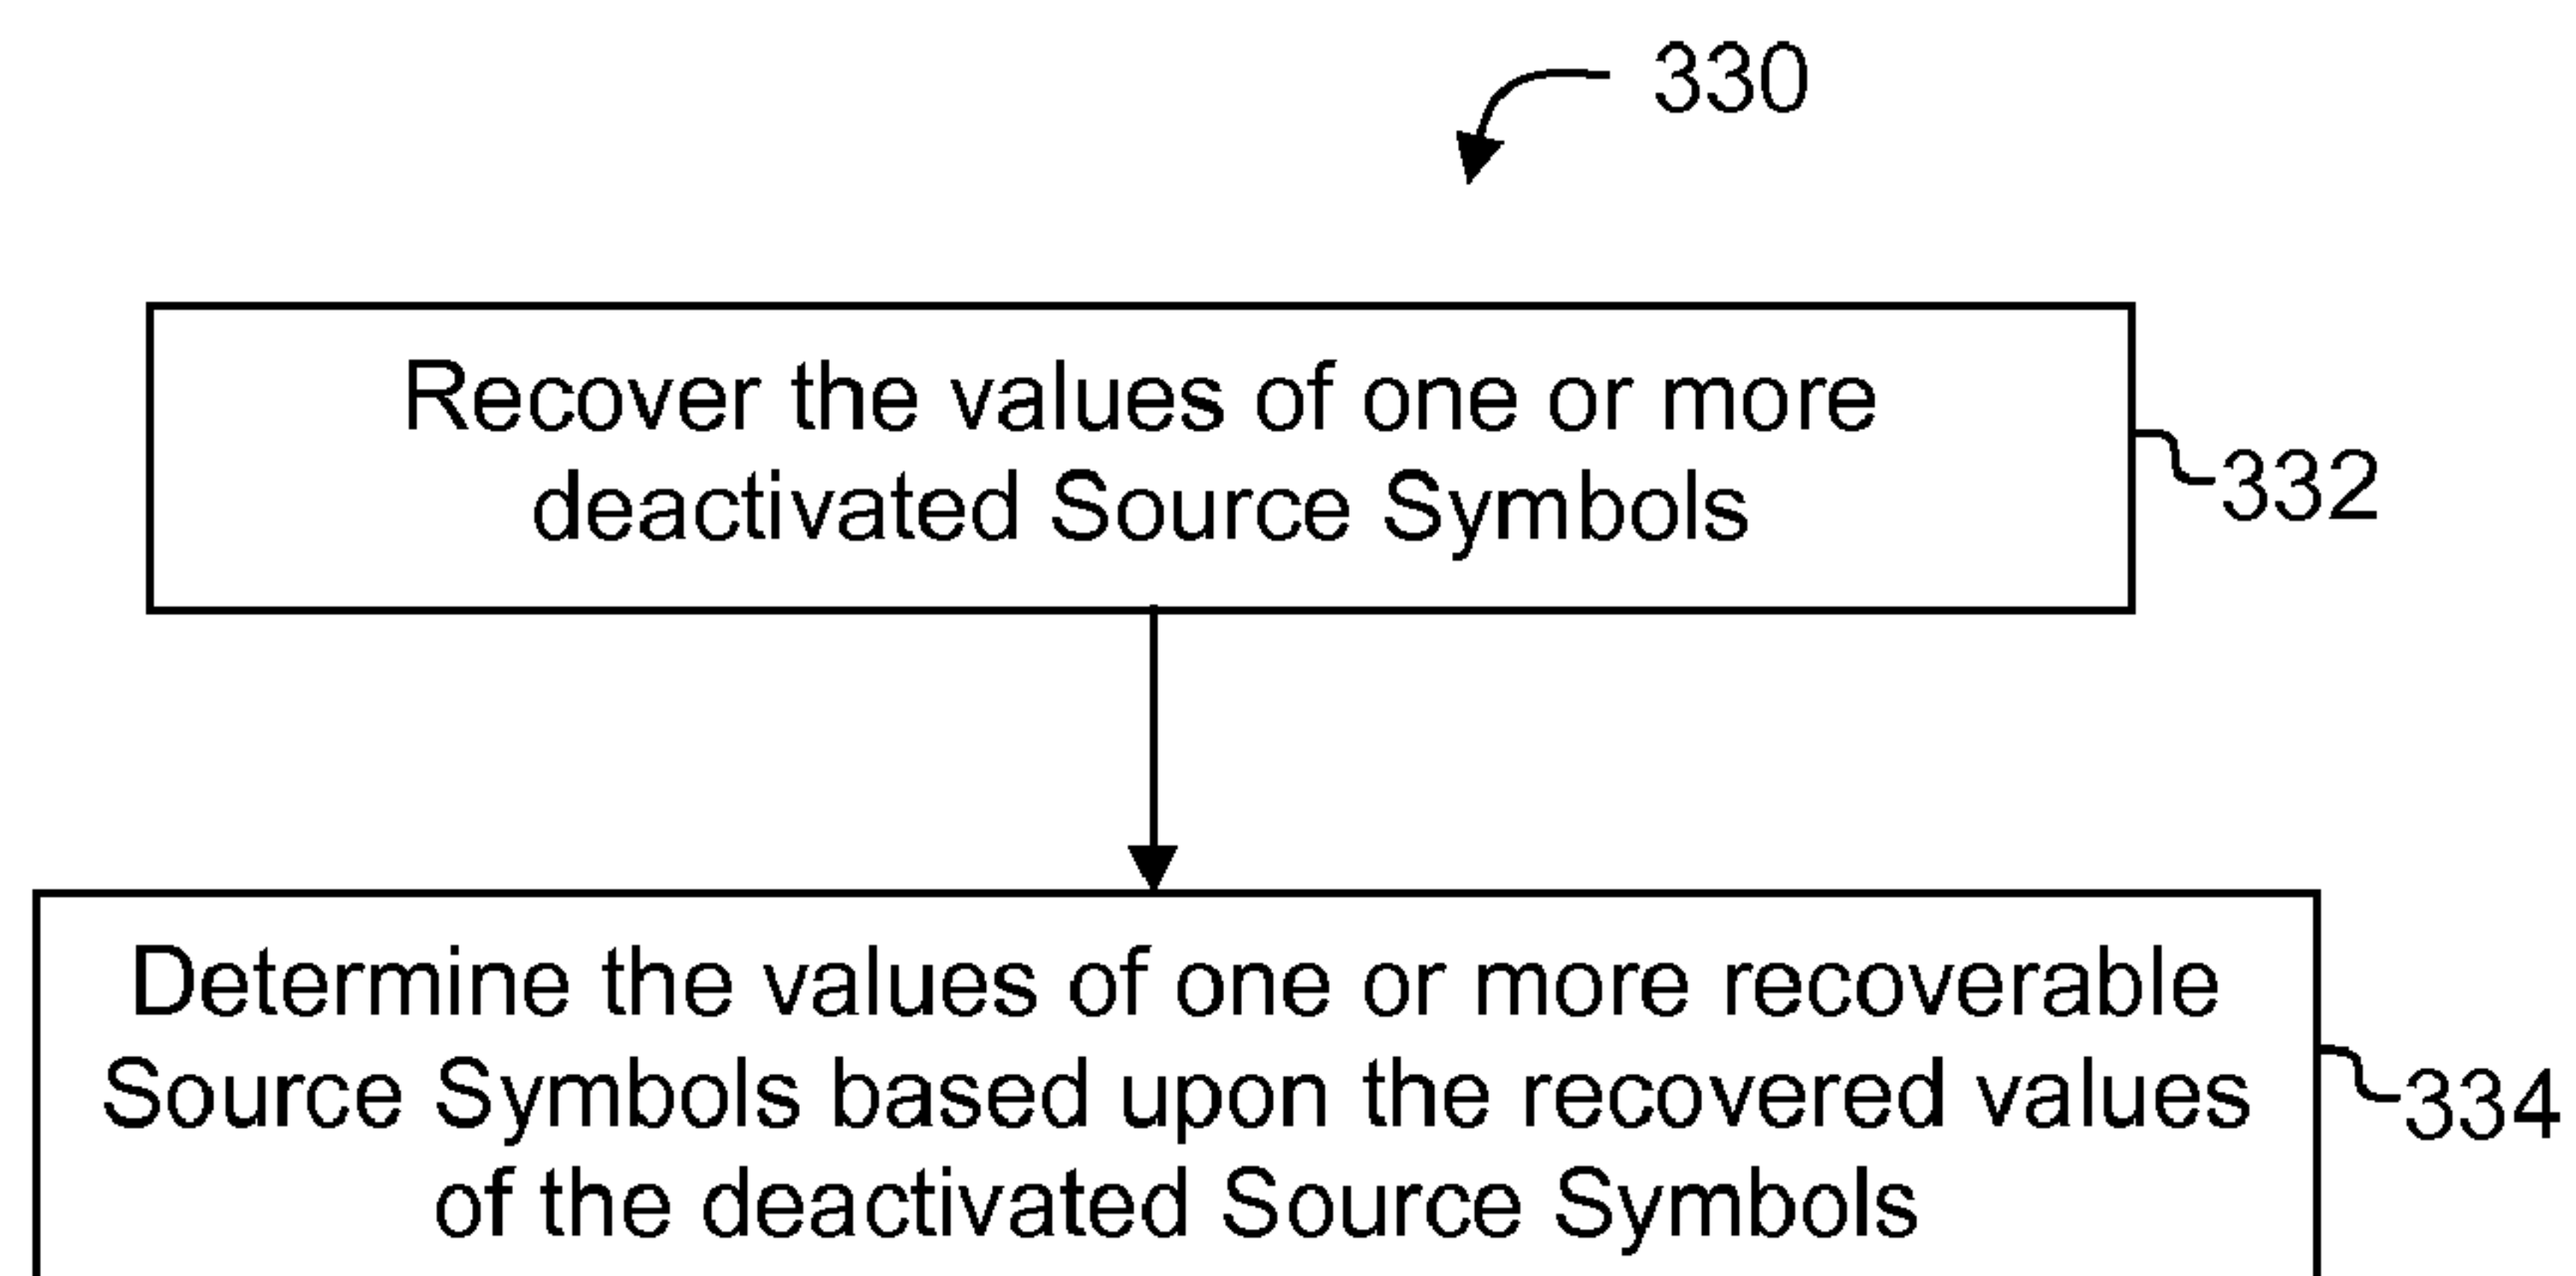 330
Recover the values of one or more
deactivated Source Symbols
332
Determine the values of one or more recoverable
Source Symbols based upon the recovered values
of the deactivated Source Symbols
334